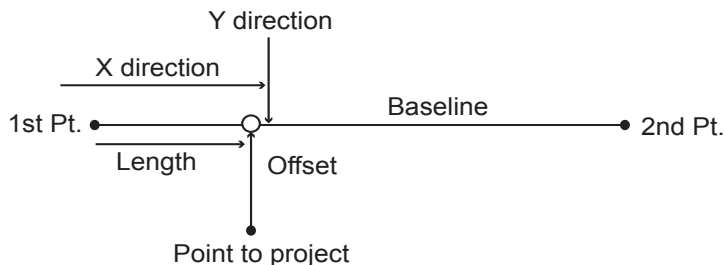 Y direction
X direction
Baseline
1st Pt.
2nd Pt.
Length
Offset
Point to project